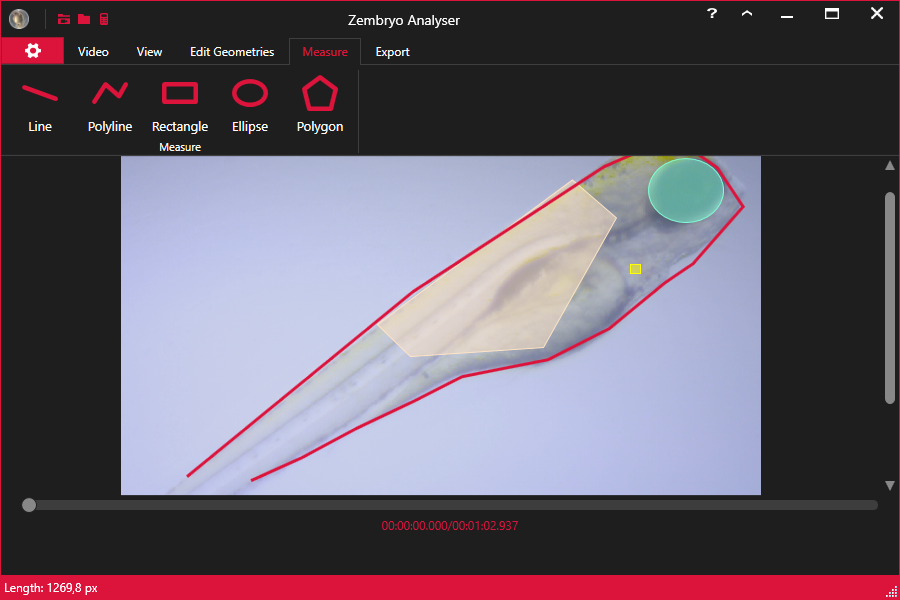 Zembryo Analyser
?
Video View Edit Geometries Measure Export
Line Polyline Rectangle Ellipse Polygon
Measure
00:00:00.000/00:01:02.937
Length: 1269,8 px